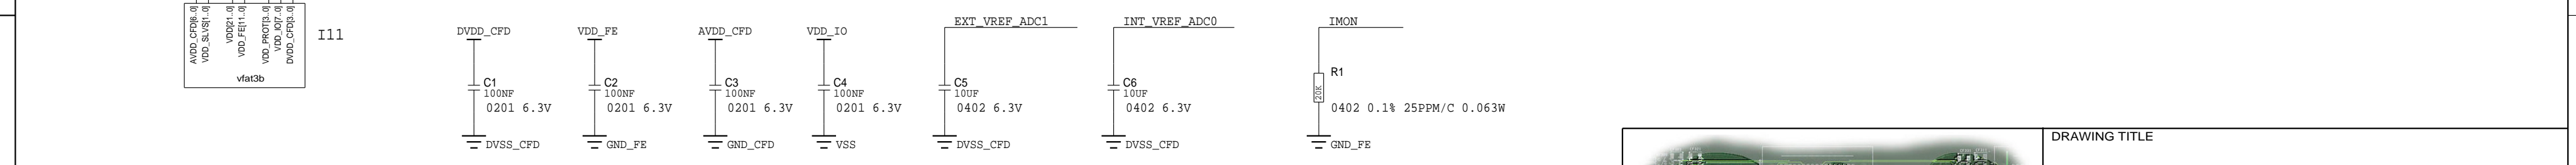 AVDD_CFD[6..0]
VDD_SLVS[1..0]
VDD[21..0]
VDD_FE[11..0]
VDD_PROT[3..0]
VDD_IO[7..0]
DVDD_CFD[3..0]
vfat3b
I11
DVDD_CFD
C1
100NF
0201 6.3V
DVSS_CFD
VDD_FE
C2
100NF
0201 6.3V
GND_FE
AVDD_CFD
C3
100NF
0201 6.3V
GND_CFD
VDD_IO
C4
100NF
0201 6.3V
VSS
EXT_VREF_ADC1
C5
10UF
0402 6.3V
DVSS_CFD
INT_VREF_ADC0
C6
10UF
0402 6.3V
DVSS_CFD
IMON
R1
20K
0402 0.1% 25PPM/C 0.063W
GND_FE
DRAWING TITLE